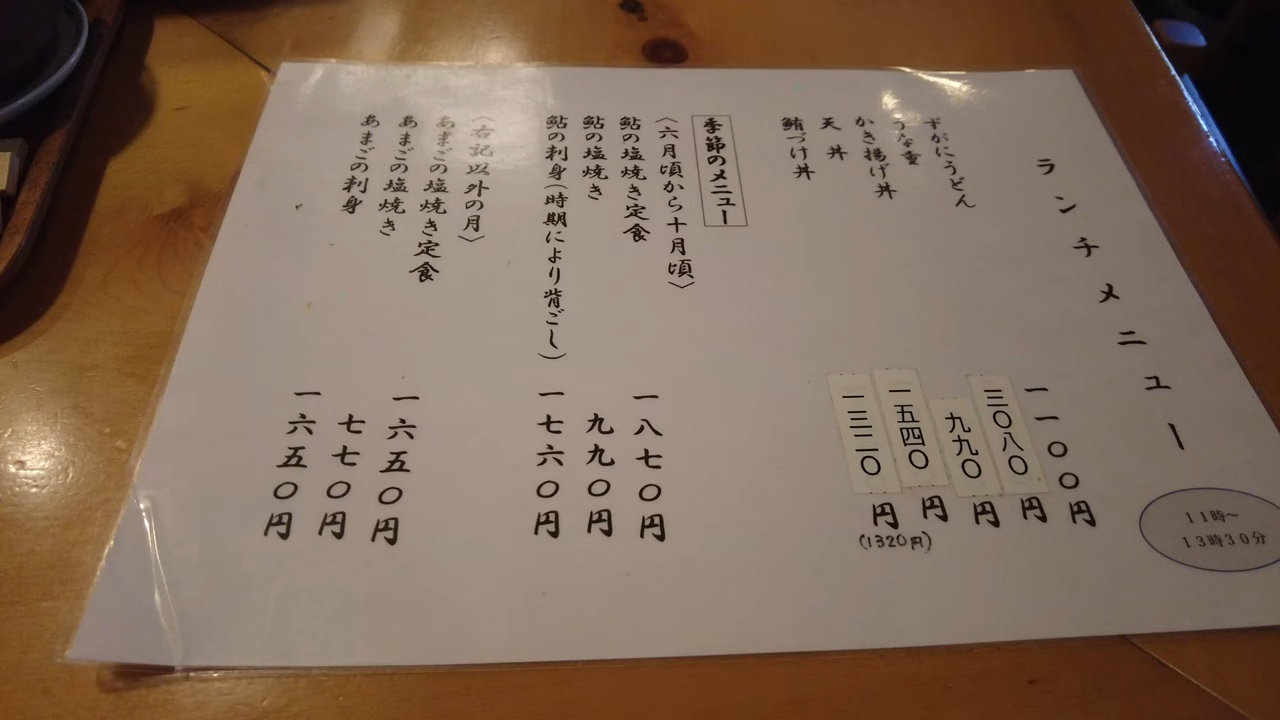 ランチメニュー
11時～
13時30分
ずがにうどん
一一〇〇円
うな重
三〇八〇円
かき揚げ丼
九九〇円
天丼
一五四〇円
鮪づけ丼
一三二〇円
(1320円)
季節のメニュー
〈六月頃から十月頃〉
鮎の塩焼き定食
一八七〇円
鮎の塩焼き
九九〇円
鮎の刺身(時期により背ごし)
一七六〇円
〈右記以外の月〉
あまごの塩焼き定食
一六五〇円
あまごの塩焼き
七七〇円
あまごの刺身
一六五〇円